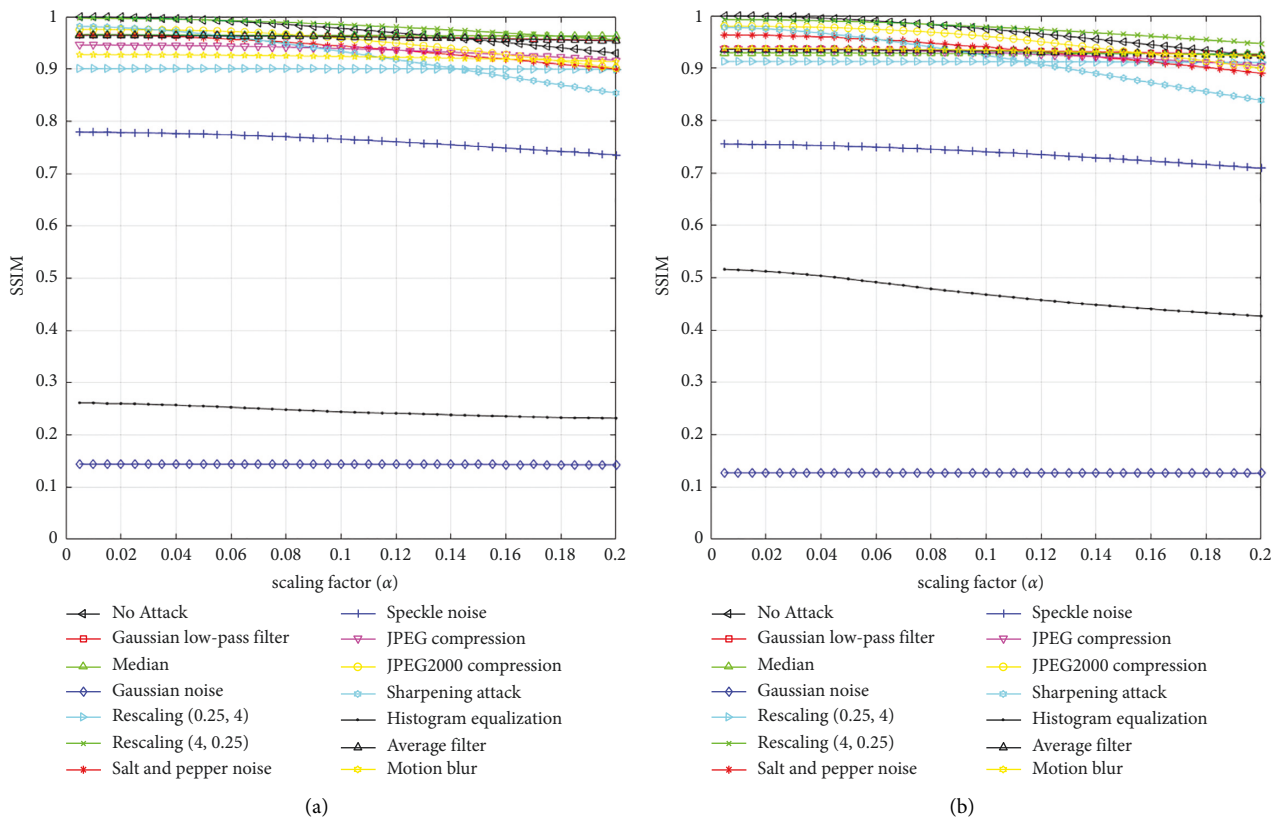 1
0.9
0.8
0.7
0.6
0.5
0.4
0.3
0.2
0.1
0
SSIM
0 0.02 0.04 0.06 0.08 0.1 0.12 0.14 0.16 0.18 0.2
scaling factor (α)
No Attack
Gaussian low-pass filter
Median
Gaussian noise
Rescaling (0.25, 4)
Rescaling (4, 0.25)
Salt and pepper noise
Speckle noise
JPEG compression
JPEG2000 compression
Sharpening attack
Histogram equalization
Average filter
Motion blur
(a)
1
0.9
0.8
0.7
0.6
0.5
0.4
0.3
0.2
0.1
0
SSIM
0 0.02 0.04 0.06 0.08 0.1 0.12 0.14 0.16 0.18 0.2
scaling factor (α)
No Attack
Gaussian low-pass filter
Median
Gaussian noise
Rescaling (0.25, 4)
Rescaling (4, 0.25)
Salt and pepper noise
Speckle noise
JPEG compression
JPEG2000 compression
Sharpening attack
Histogram equalization
Average filter
Motion blur
(b)